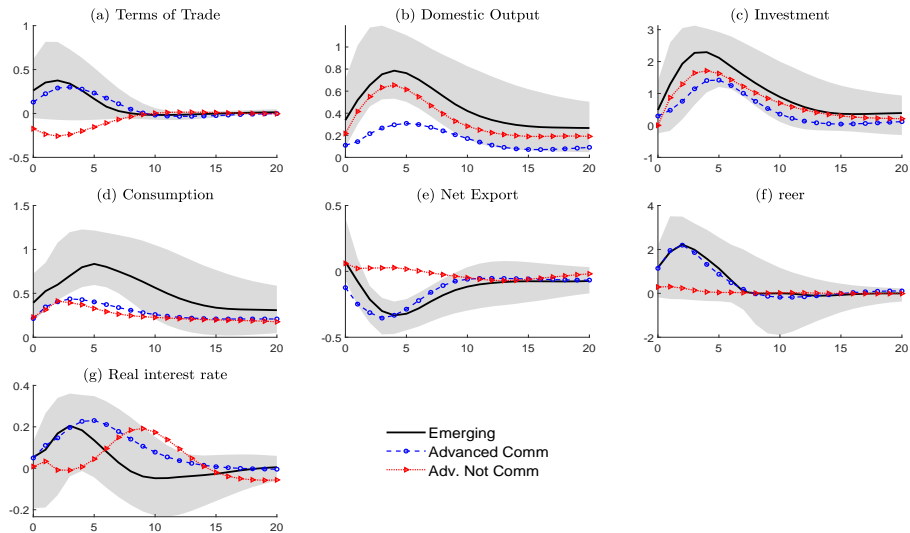 (a) Terms of Trade
1
0.5
0
-0.5
0 5 10 15 20
(b) Domestic Output
1
0.8
0.6
0.4
0.2
0
0 5 10 15 20
(c) Investment
3
2
1
0
-1
0 5 10 15 20
(d) Consumption
1.5
1
0.5
0
0 5 10 15 20
(e) Net Export
0.5
0
-0.5
0 5 10 15 20
(f) reer
4
2
0
-2
0 5 10 15 20
(g) Real interest rate
0.4
0.2
0
-0.2
0 5 10 15 20
Emerging
Advanced Comm
Adv. Not Comm